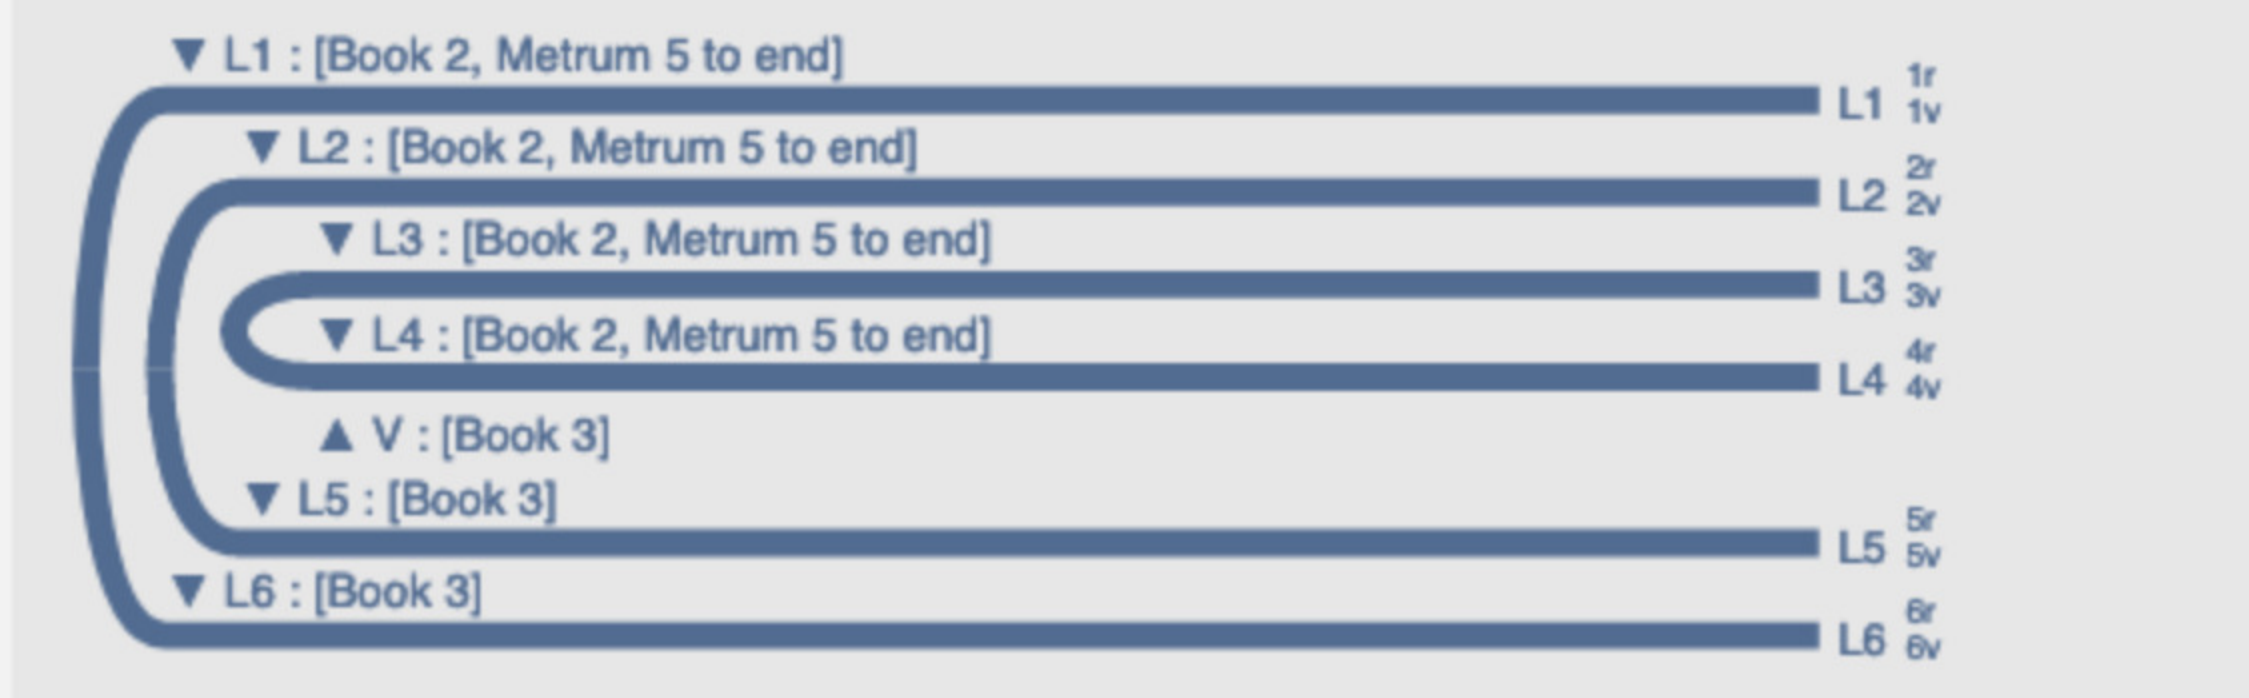 ▼ L1 : [Book 2, Metrum 5 to end]
L1 1r 1v
▼ L2 : [Book 2, Metrum 5 to end]
L2 2r 2v
▼ L3 : [Book 2, Metrum 5 to end]
L3 3r 3v
▼ L4 : [Book 2, Metrum 5 to end]
L4 4r 4v
▲ V : [Book 3]
▼ L5 : [Book 3]
L5 5r 5v
▼ L6 : [Book 3]
L6 6r 6v